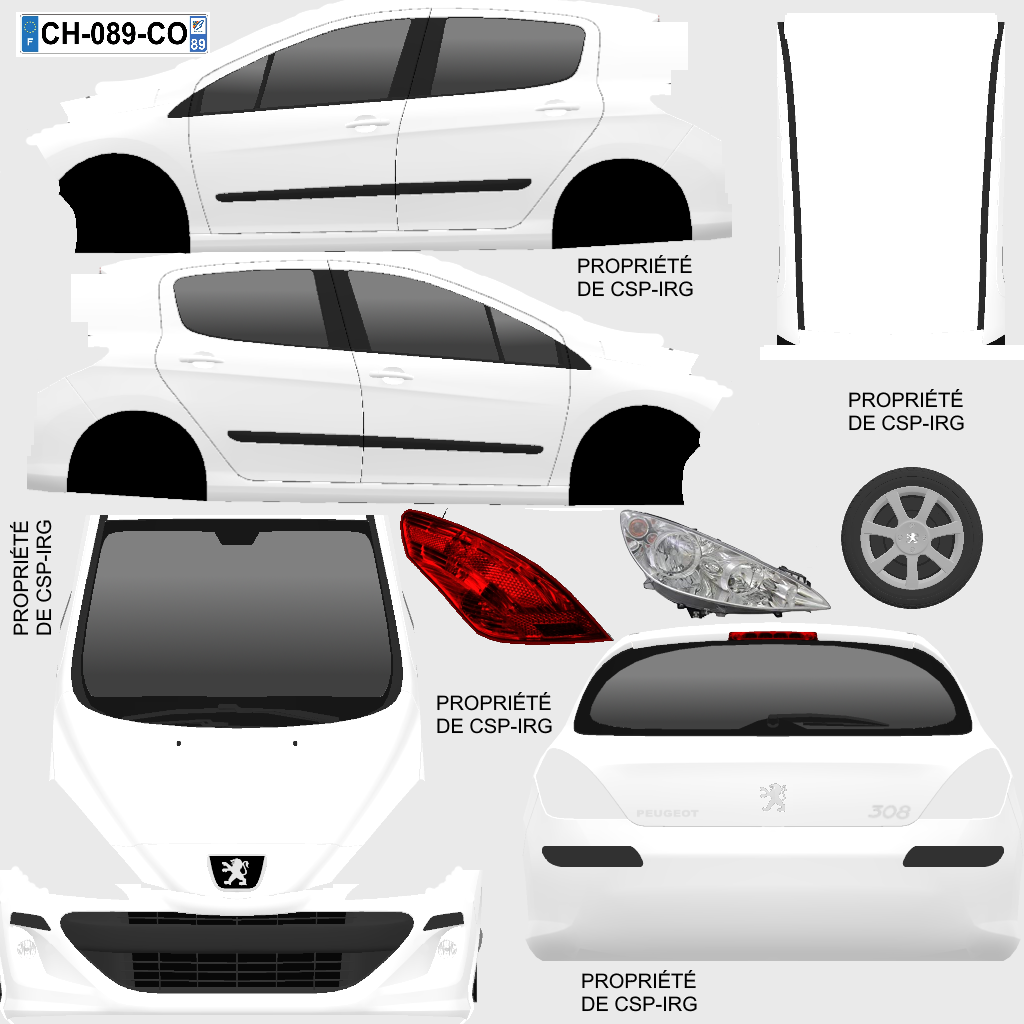 F
CH-089-CO
89
PROPRIÉTÉ
DE CSP-IRG
PROPRIÉTÉ
DE CSP-IRG
PROPRIÉTÉ
DE CSP-IRG
PROPRIÉTÉ
DE CSP-IRG
PEUGEOT
308
PROPRIÉTÉ
DE CSP-IRG